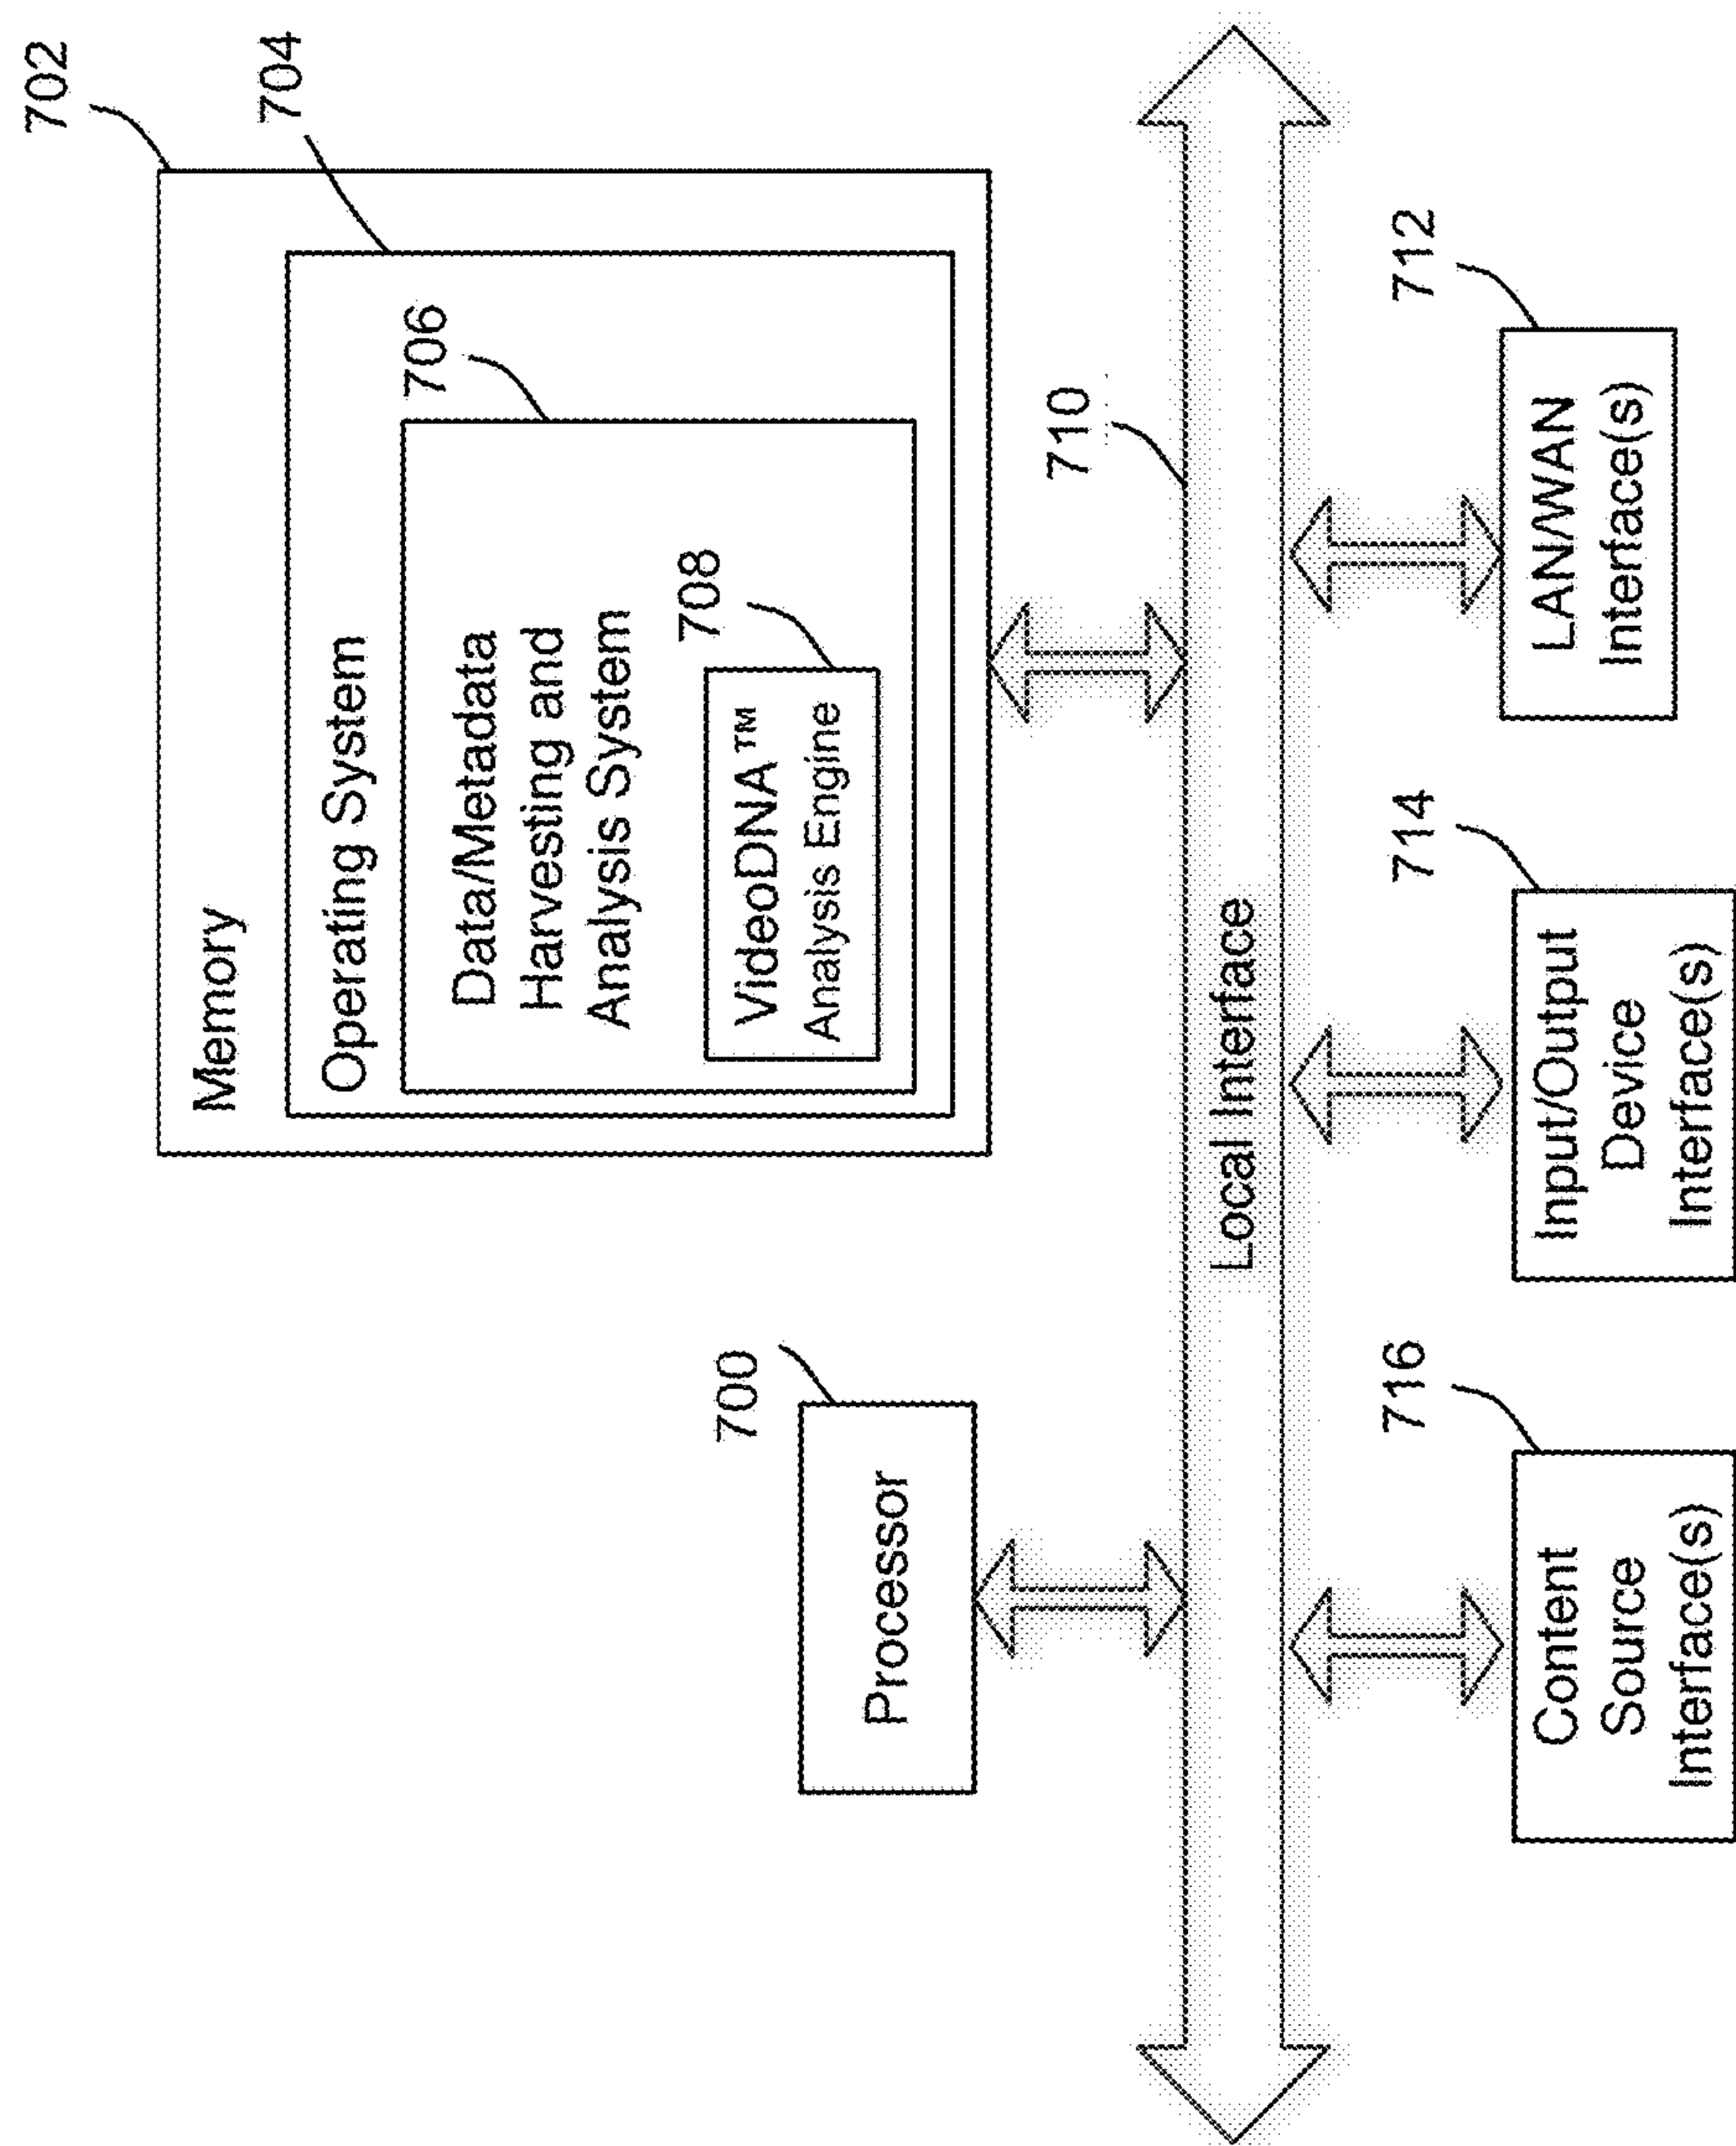 702
Memory
704
Operating System
706
Data/Metadata
Harvesting and
Analysis System
708
VideoDNA™
Analysis Engine
700
Processor
710
Local Interface
716
Content
Source
Interface(s)
714
Input/Output
Device
Interface(s)
712
LAN/WAN
Interface(s)